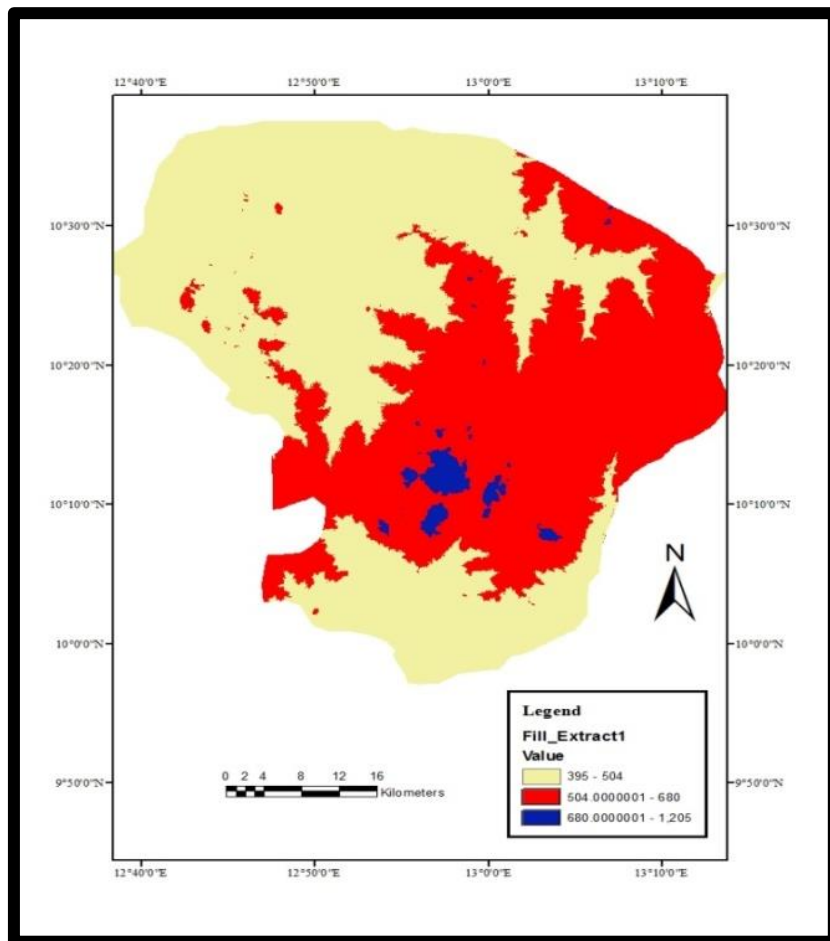 12°40'0"E 12°50'0"E 13°0'0"E 13°10'0"E
10°30'0"N 10°30'0"N
10°20'0"N 10°20'0"N
10°10'0"N 10°10'0"N
N
10°0'0"N 10°0'0"N
Legend
Fill_Extract1
Value
9°50'0"N 395 - 504 9°50'0"N
0 2 4 8 12 16
Kilometers
504.0000001 - 680
680.0000001 - 1,205
12°40'0"E 12°50'0"E 13°0'0"E 13°10'0"E